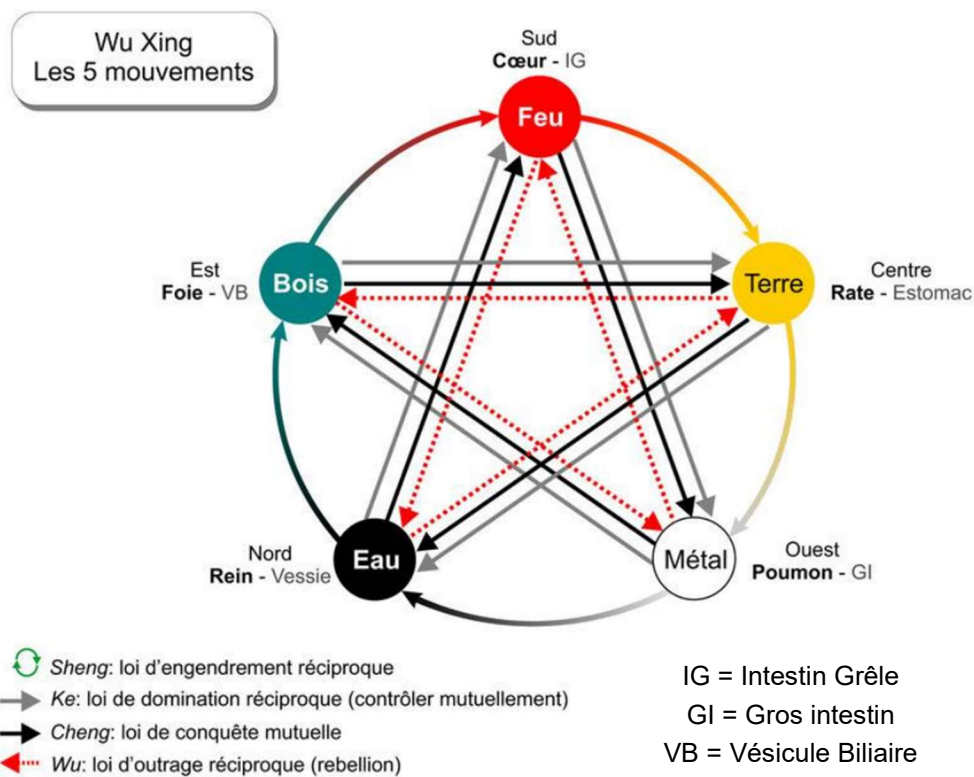 Wu Xing
Les 5 mouvements
Sud
Cœur - IG
Feu
Est
Foie - VB
Bois
Terre
Centre
Rate - Estomac
Nord
Rein - Vessie
Eau
Métal
Ouest
Poumon - GI
Sheng: loi d'engendrement réciproque
Ke: loi de domination réciproque (contrôler mutuellement)
Cheng: loi de conquête mutuelle
Wu: loi d'outrage réciproque (rebellion)
IG = Intestin Grêle
GI = Gros intestin
VB = Vésicule Biliaire